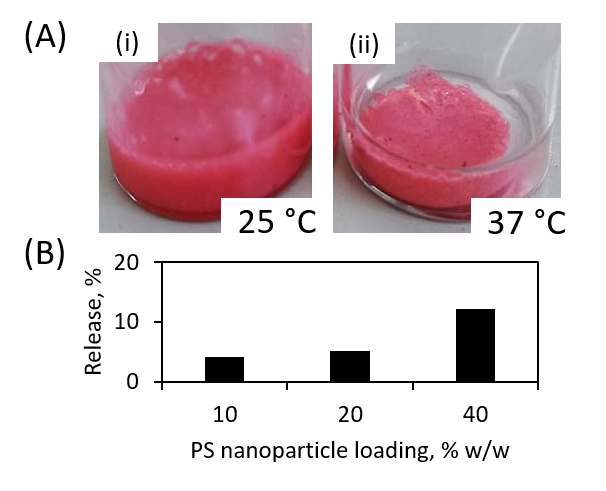 (A)
(i)
(ii)
25 °C
37 °C
(B)
Release, %
20
10
0
10
20
40
PS nanoparticle loading, % w/w